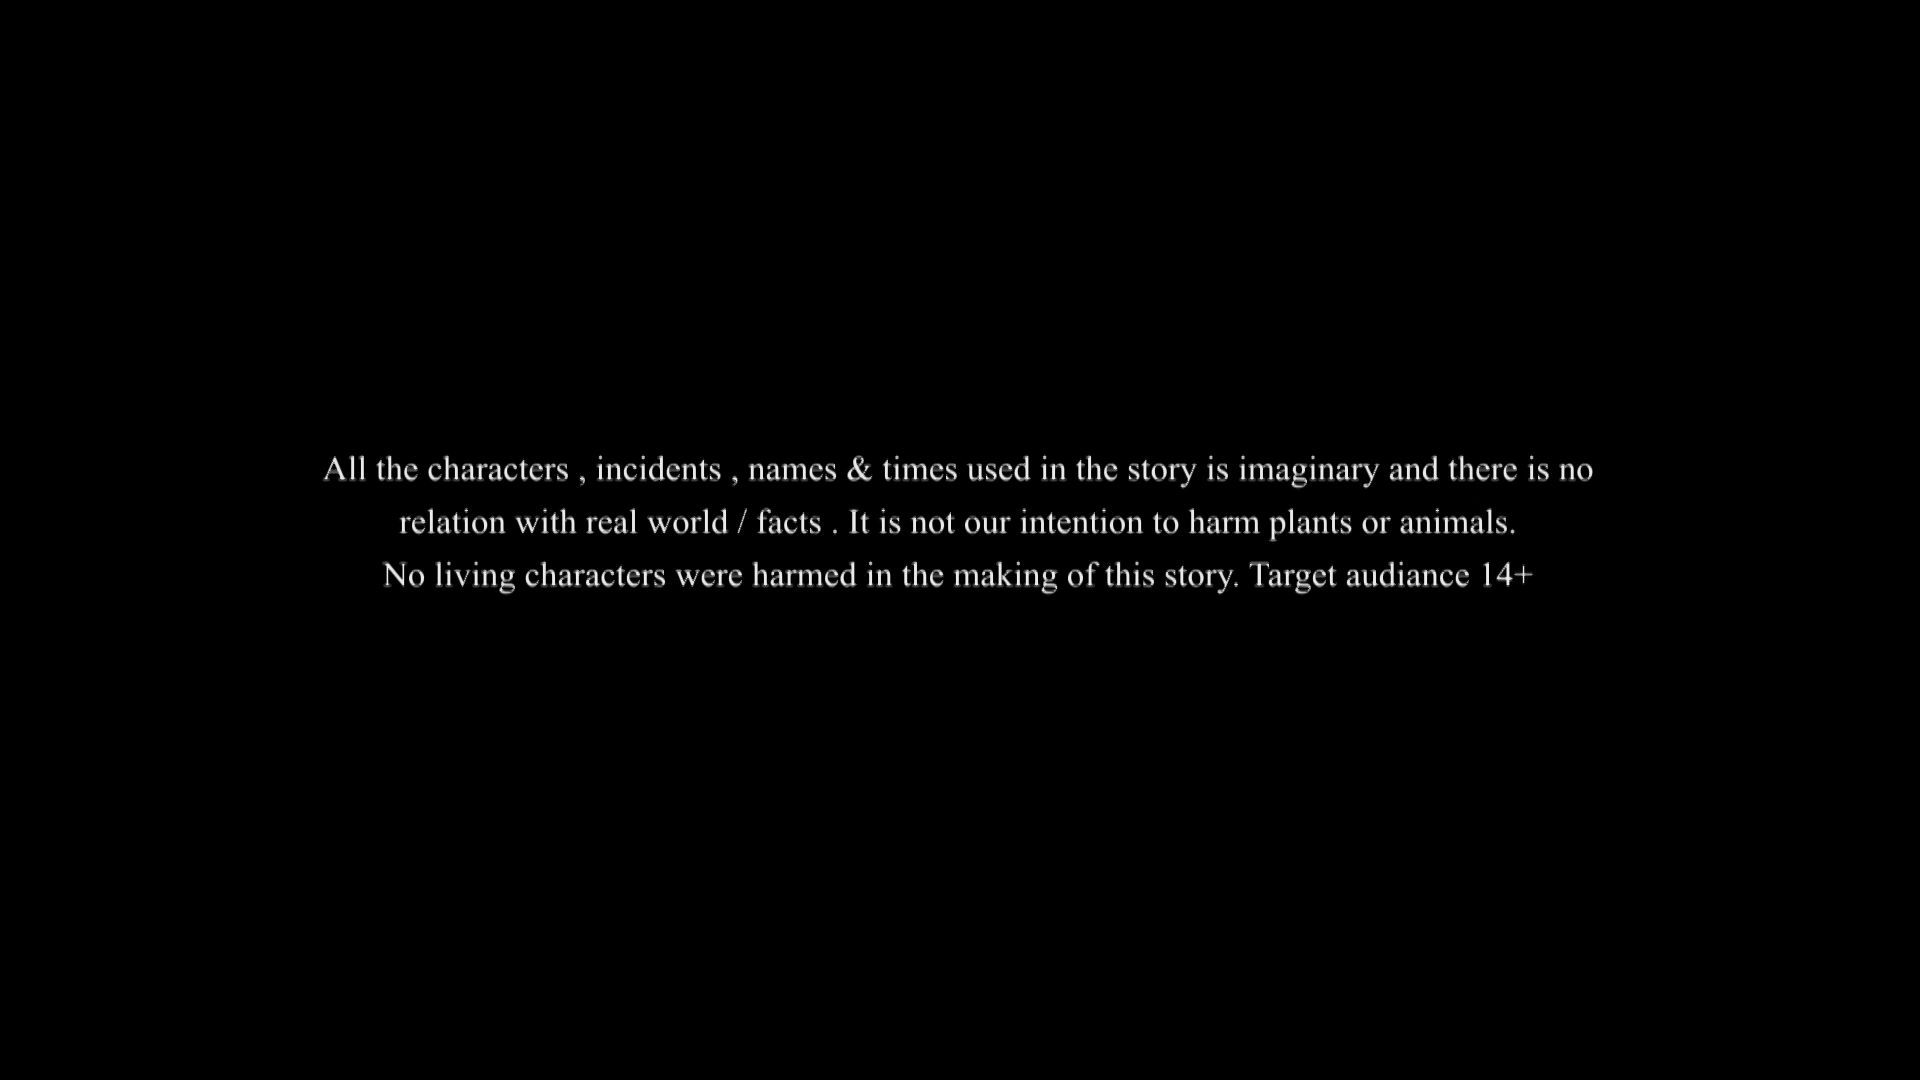 All the characters , incidents , names & times used in the story is imaginary and there is no
relation with real world / facts . It is not our intention to harm plants or animals.
No living characters were harmed in the making of this story. Target audiance 14+